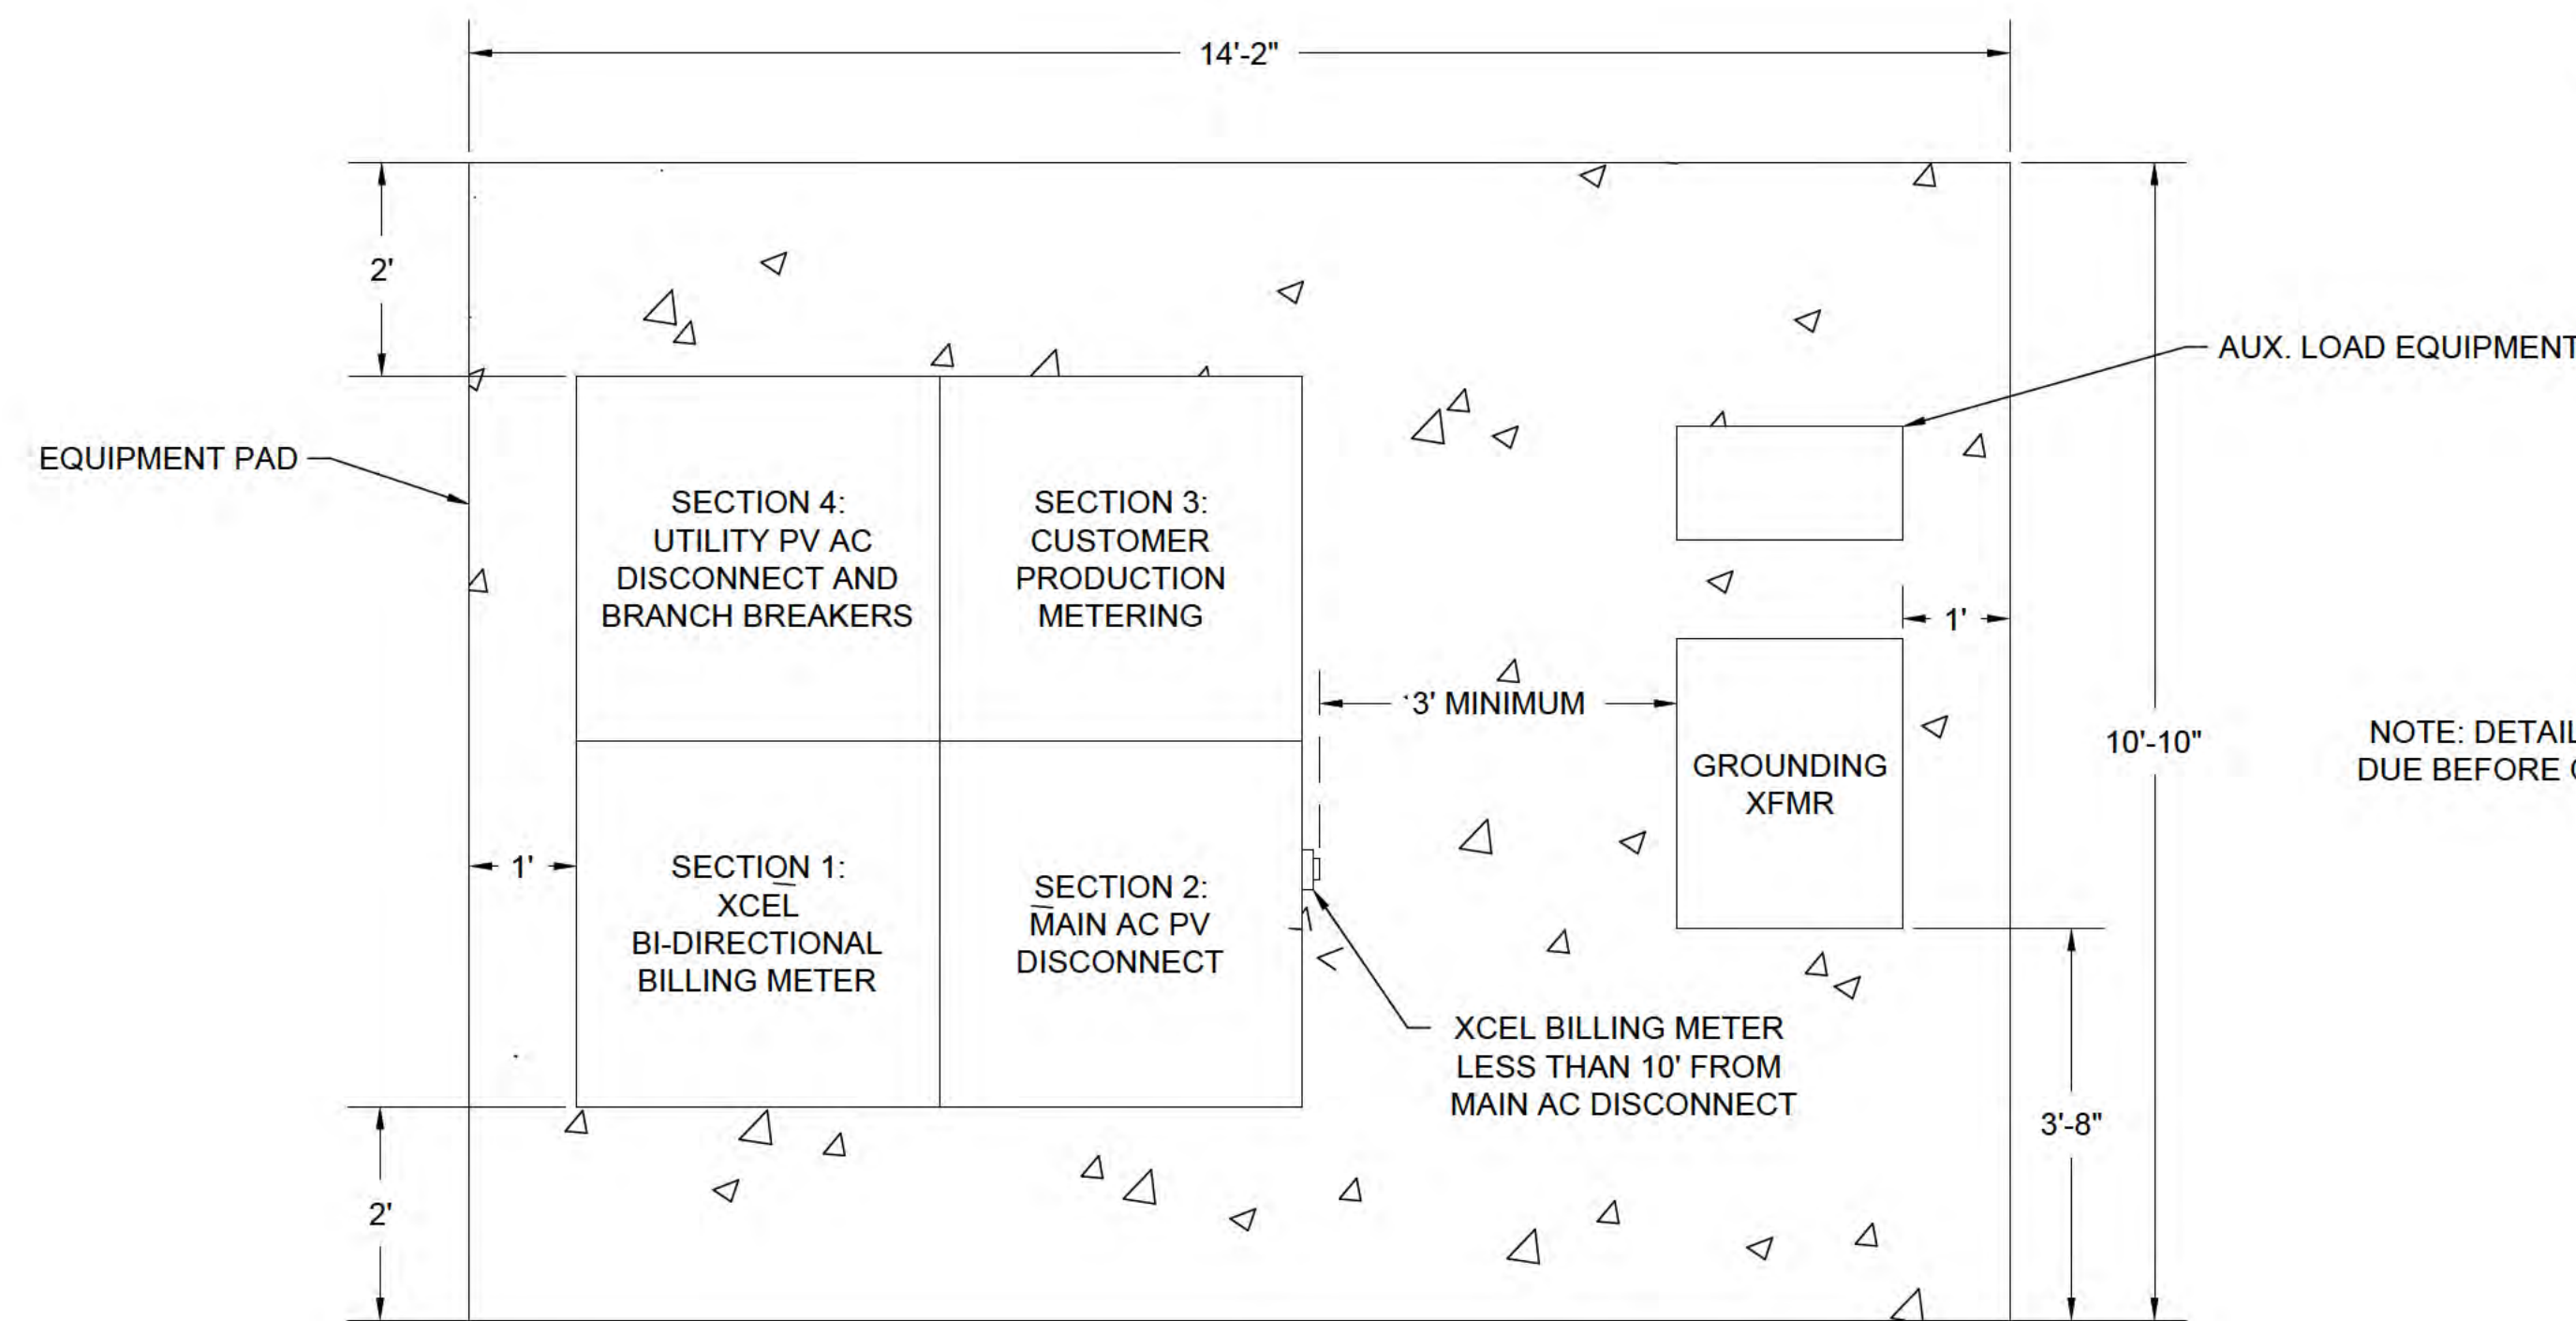 14'-2"
2'
AUX. LOAD EQUIPMENT
EQUIPMENT PAD
SECTION 4:
UTILITY PV AC
DISCONNECT AND
BRANCH BREAKERS
SECTION 3:
CUSTOMER
PRODUCTION
METERING
1'
3' MINIMUM
GROUNDING
XFMR
10'-10"
NOTE: DETAIL
DUE BEFORE
1'
SECTION 1:
XCEL
BI-DIRECTIONAL
BILLING METER
SECTION 2:
MAIN AC PV
DISCONNECT
XCEL BILLING METER
LESS THAN 10' FROM
MAIN AC DISCONNECT
3'-8"
2'